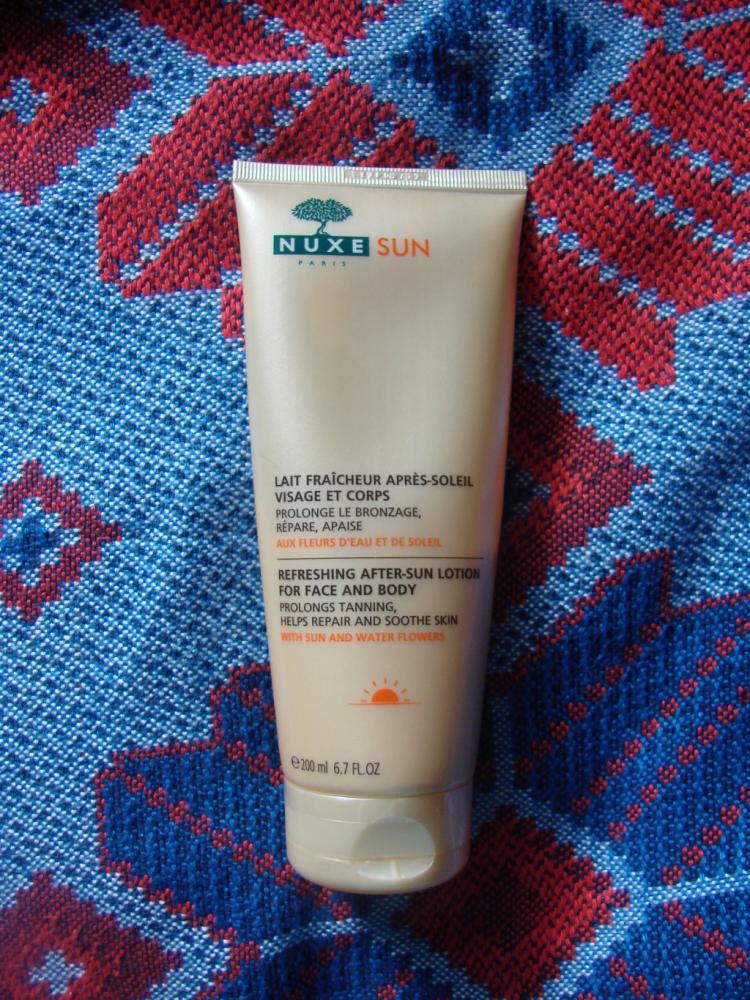 NUXE SUN
PARIS
LAIT FRAÎCHEUR APRÈS-SOLEIL
VISAGE ET CORPS
PROLONGE LE BRONZAGE,
RÉPARE, APAISE
AUX FLEURS D'EAU ET DE SOLEIL
REFRESHING AFTER-SUN LOTION
FOR FACE AND BODY
PROLONGS TANNING,
HELPS REPAIR AND SOOTHE SKIN
WITH SUN AND WATER FLOWERS
℮200 ml 6.7 FL.OZ